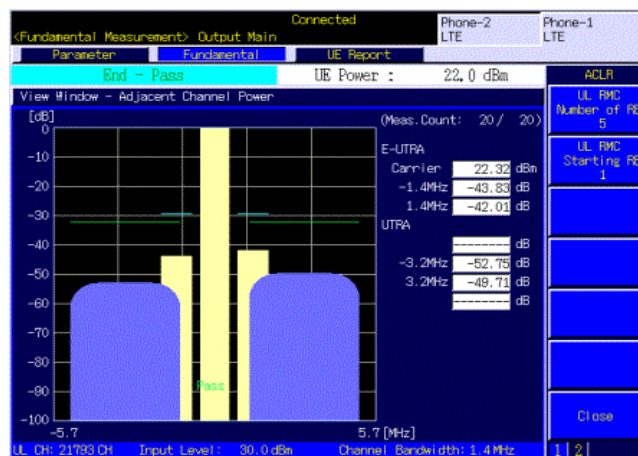 Connected
Phone-2
LTE
Phone-1
LTE
<Fundamental Measurement> Output Main
Parameter
Fundamental
UE Report
End - Pass
UE Power :
22.0 dBm
ACLR
View Window - Adjacent Channel Power
UL RMC
Number of RB
5
UL RMC
Starting RB
1
Close
1 2
[dB]
(Meas.Count: 20 / 20)
0
-10
-20
-30
-40
-50
-60
-70
-80
-90
-100
E-UTRA
Carrier 22.32 dBm
-1.4MHz -43.83 dB
1.4MHz -42.01 dB
UTRA
------- dB
-3.2MHz -52.75 dB
3.2MHz -49.71 dB
------- dB
Pass
-5.7
5.7 [MHz]
UL CH: 21793 CH Input Level: 30.0 dBm Channel Bandwidth: 1.4 MHz